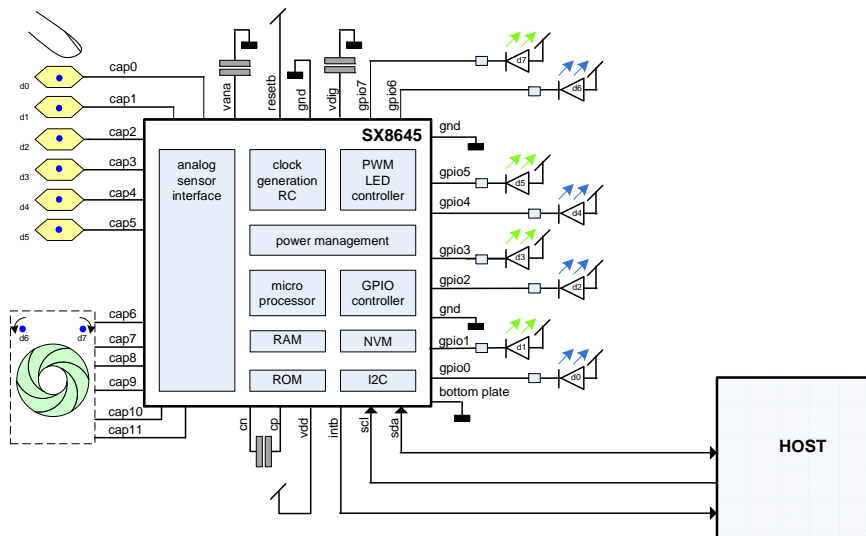 cap0
d0
cap1
d1
cap2
d2
cap3
d3
cap4
d4
cap5
d5
cap6
d6
d7
cap7
cap8
cap9
cap10
cap11
vana
resetb
gnd
vdig
gpio7
gpio6
SX8645
analog
sensor
interface
clock
generation
RC
PWM
LED
controller
power management
micro
processor
GPIO
controller
RAM
NVM
ROM
I2C
d7
d6
gnd
gpio5
d5
gpio4
d4
gpio3
d3
gpio2
d2
gnd
gpio1
d1
gpio0
d0
bottom plate
cn
cp
vdd
intb
scl
sda
HOST